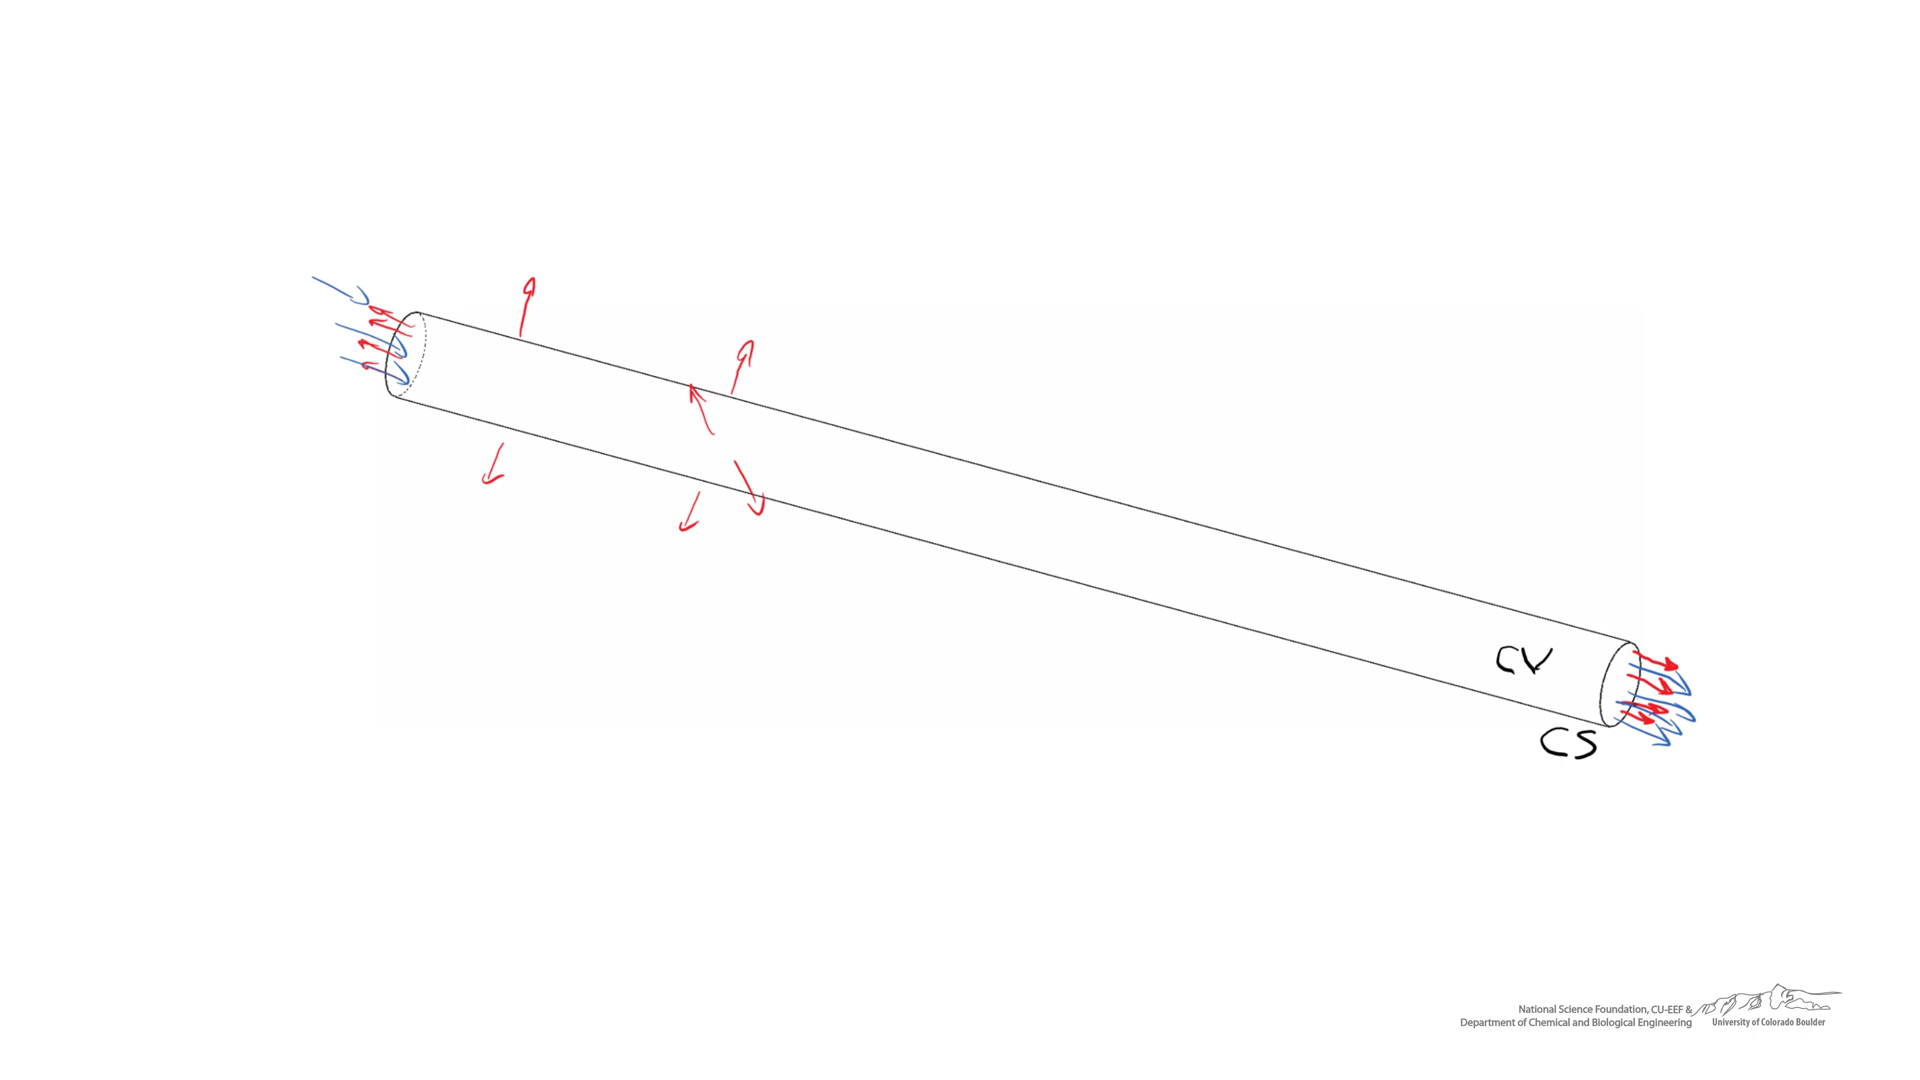 CV
CS
National Science Foundation, CU-EEF &
Department of Chemical and Biological Engineering
University of Colorado Boulder